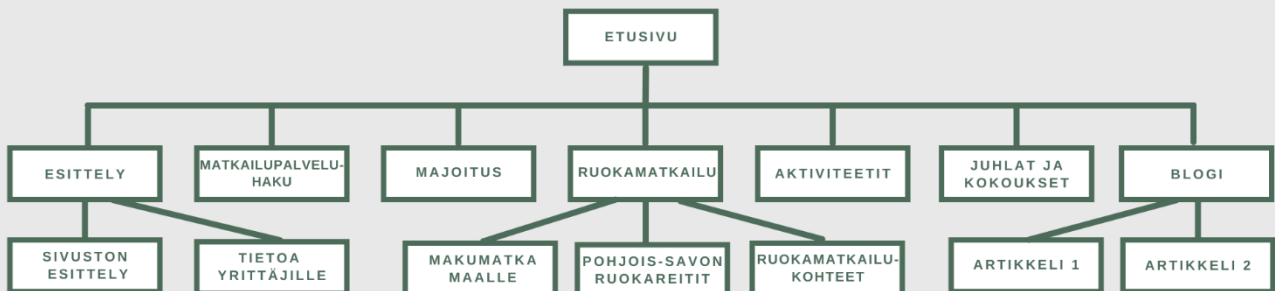 ETUSIVU
ESITTELY
MATKAILUPALVELU-
HAKU
MAJOITUS
RUOKAMATKAILU
AKTIVITEETIT
JUHLAT JA
KOKOUKSET
BLOGI
SIVUSTON
ESITTELY
TIETOA
YRITTÄJILLE
MAKUMATKA
MAALLE
POHJOIS-SAVON
RUOKAREITIT
RUOKAMATKAILU-
KOHTEET
ARTIKKELI 1
ARTIKKELI 2